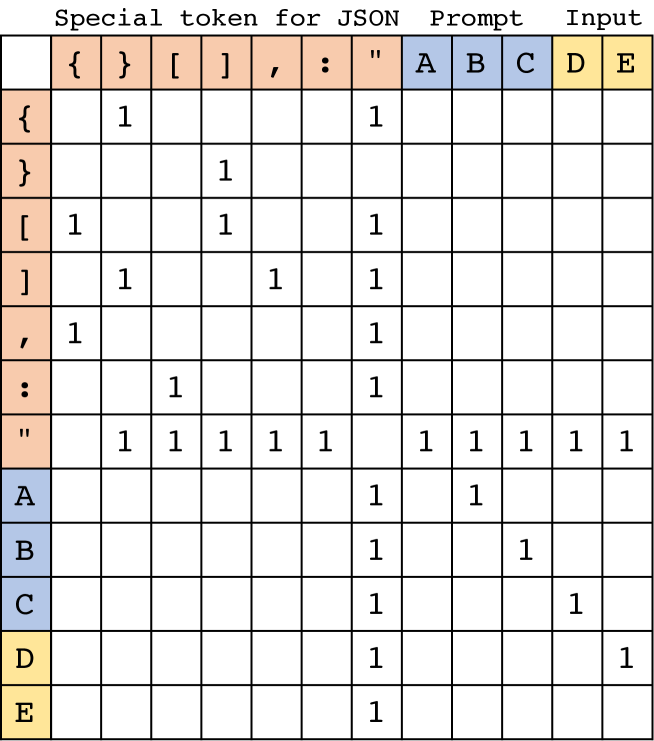 Special token for JSON Prompt Input
{ } [ ] , : " A B C D E
{ 1 1
} 1
[ 1 1 1
] 1 1 1
, 1 1
: 1 1
" 1 1 1 1 1 1 1 1 1 1
A 1 1
B 1 1
C 1 1
D 1 1
E 1